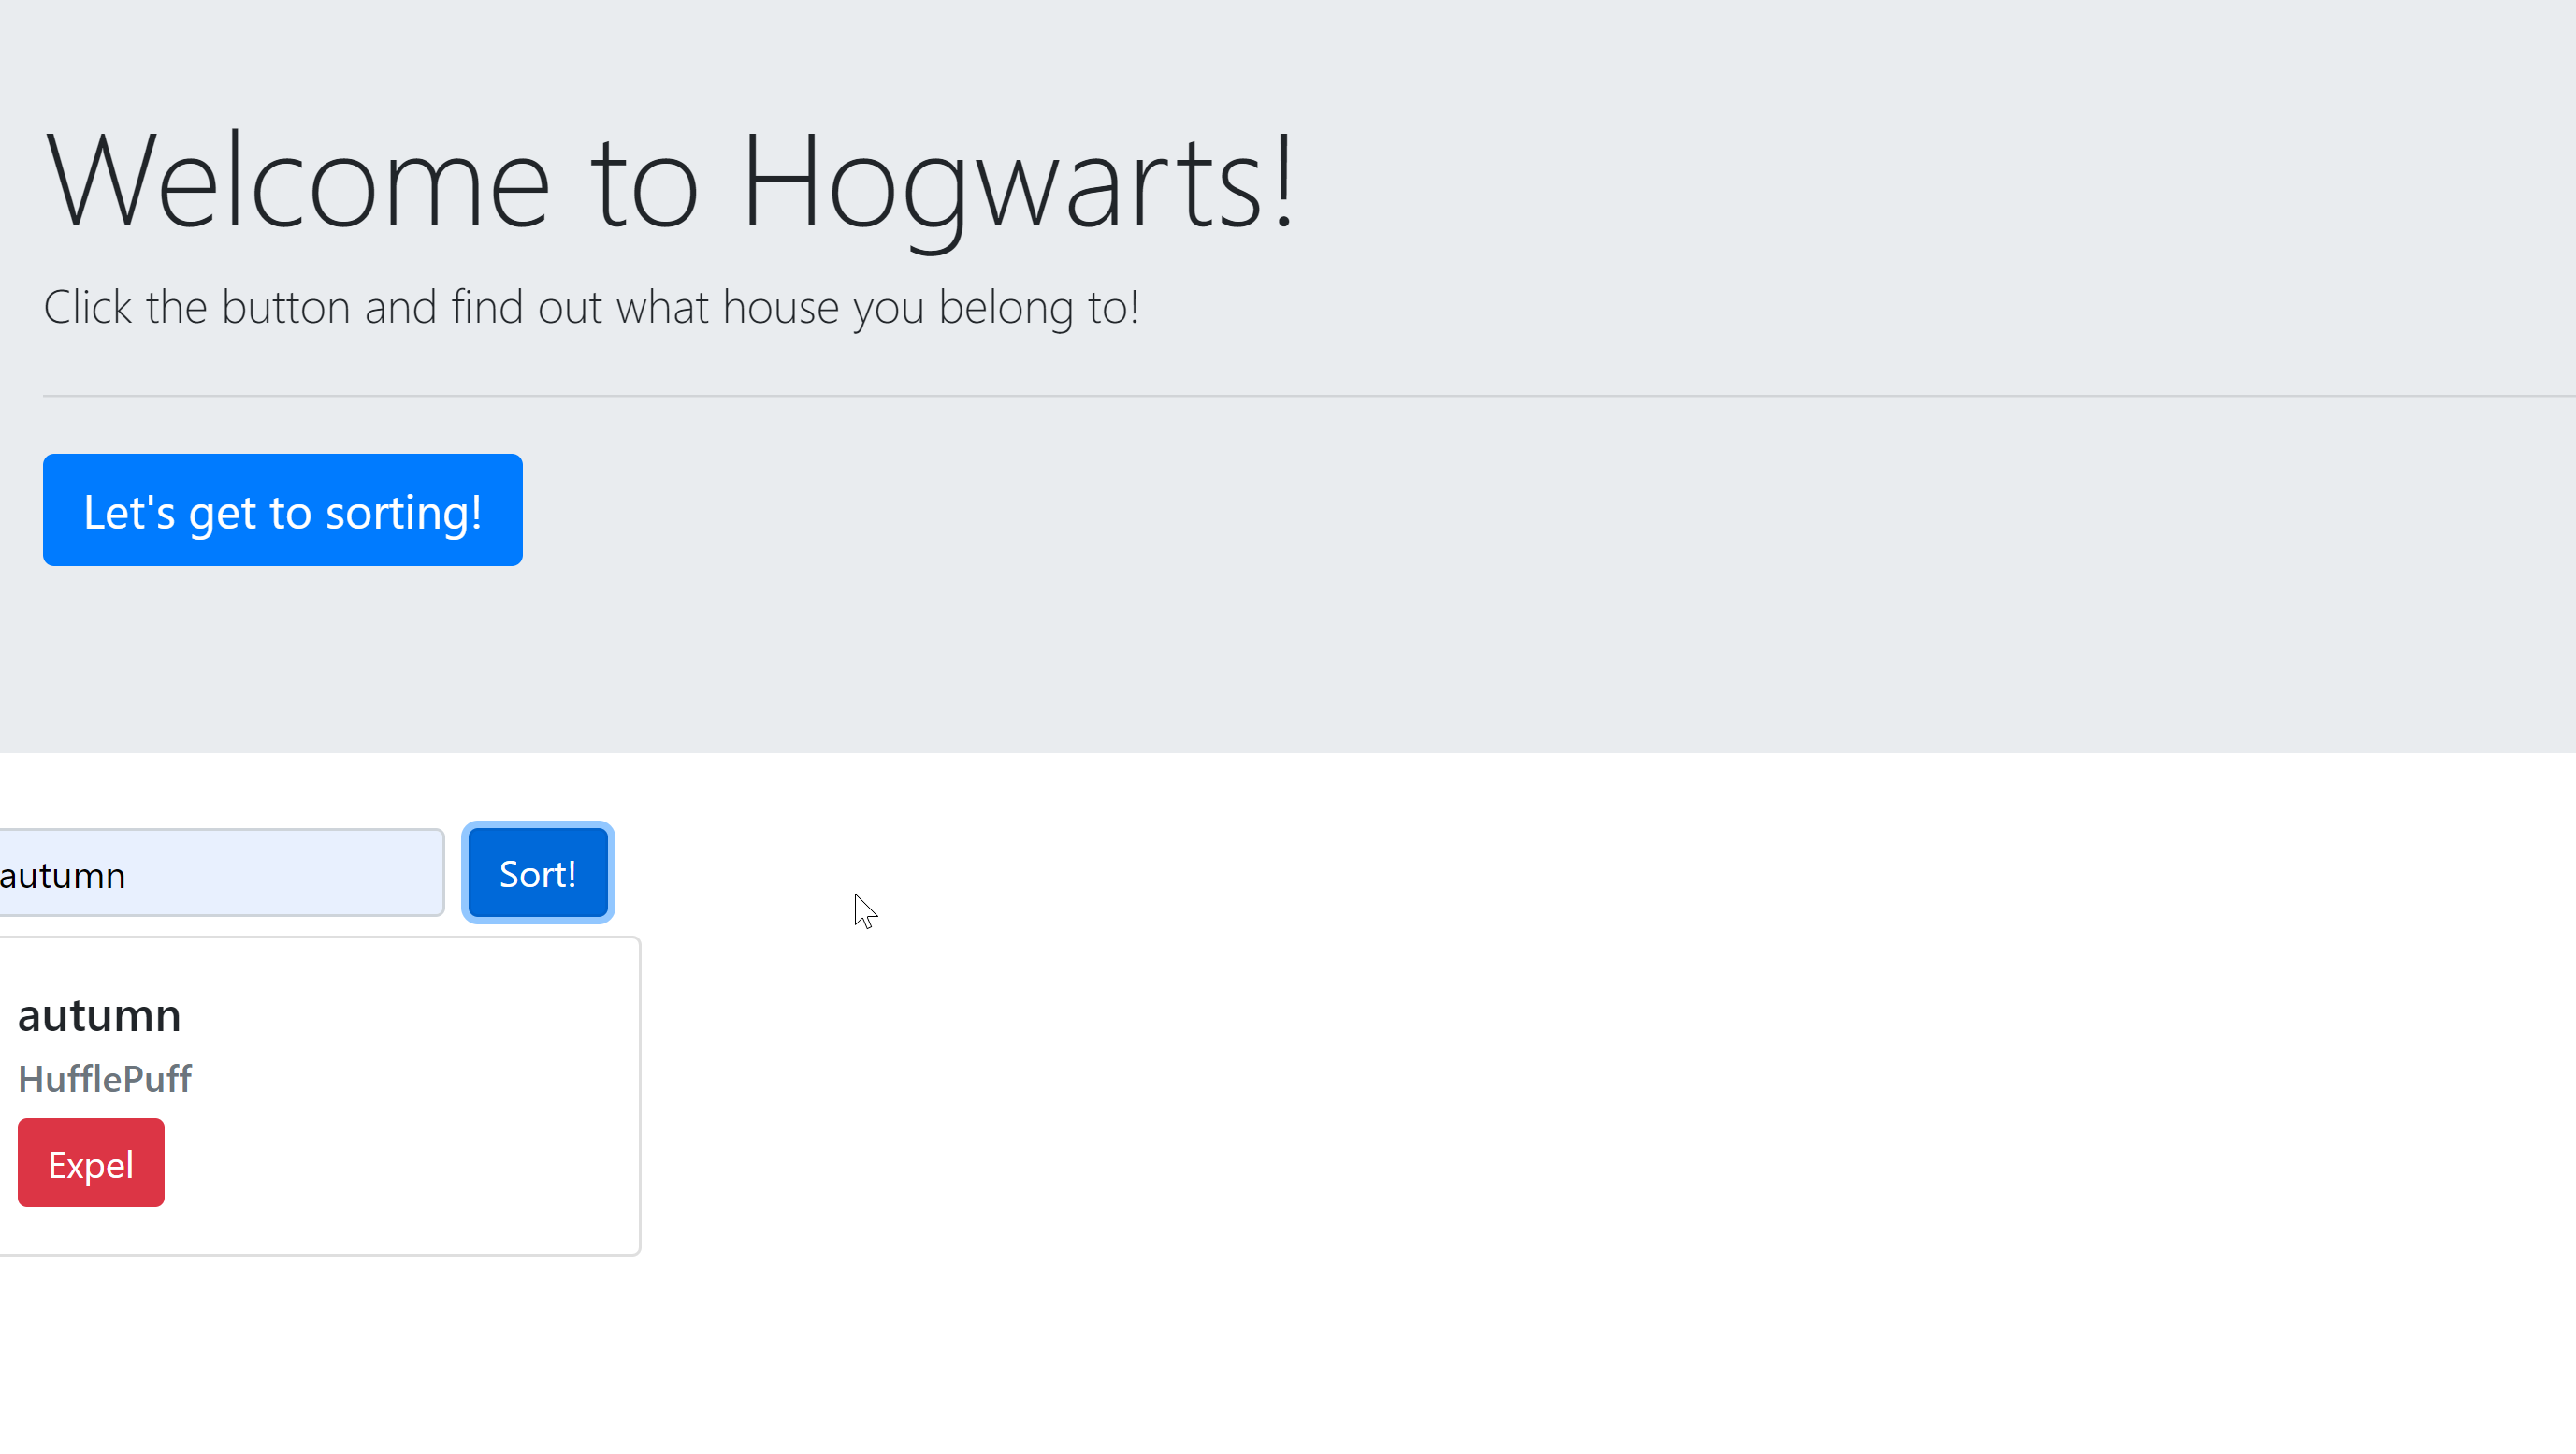 Welcome to Hogwarts!
Click the button and find out what house you belong to!
Let's get to sorting!
autumn
Sort!
autumn
HufflePuff
Expel